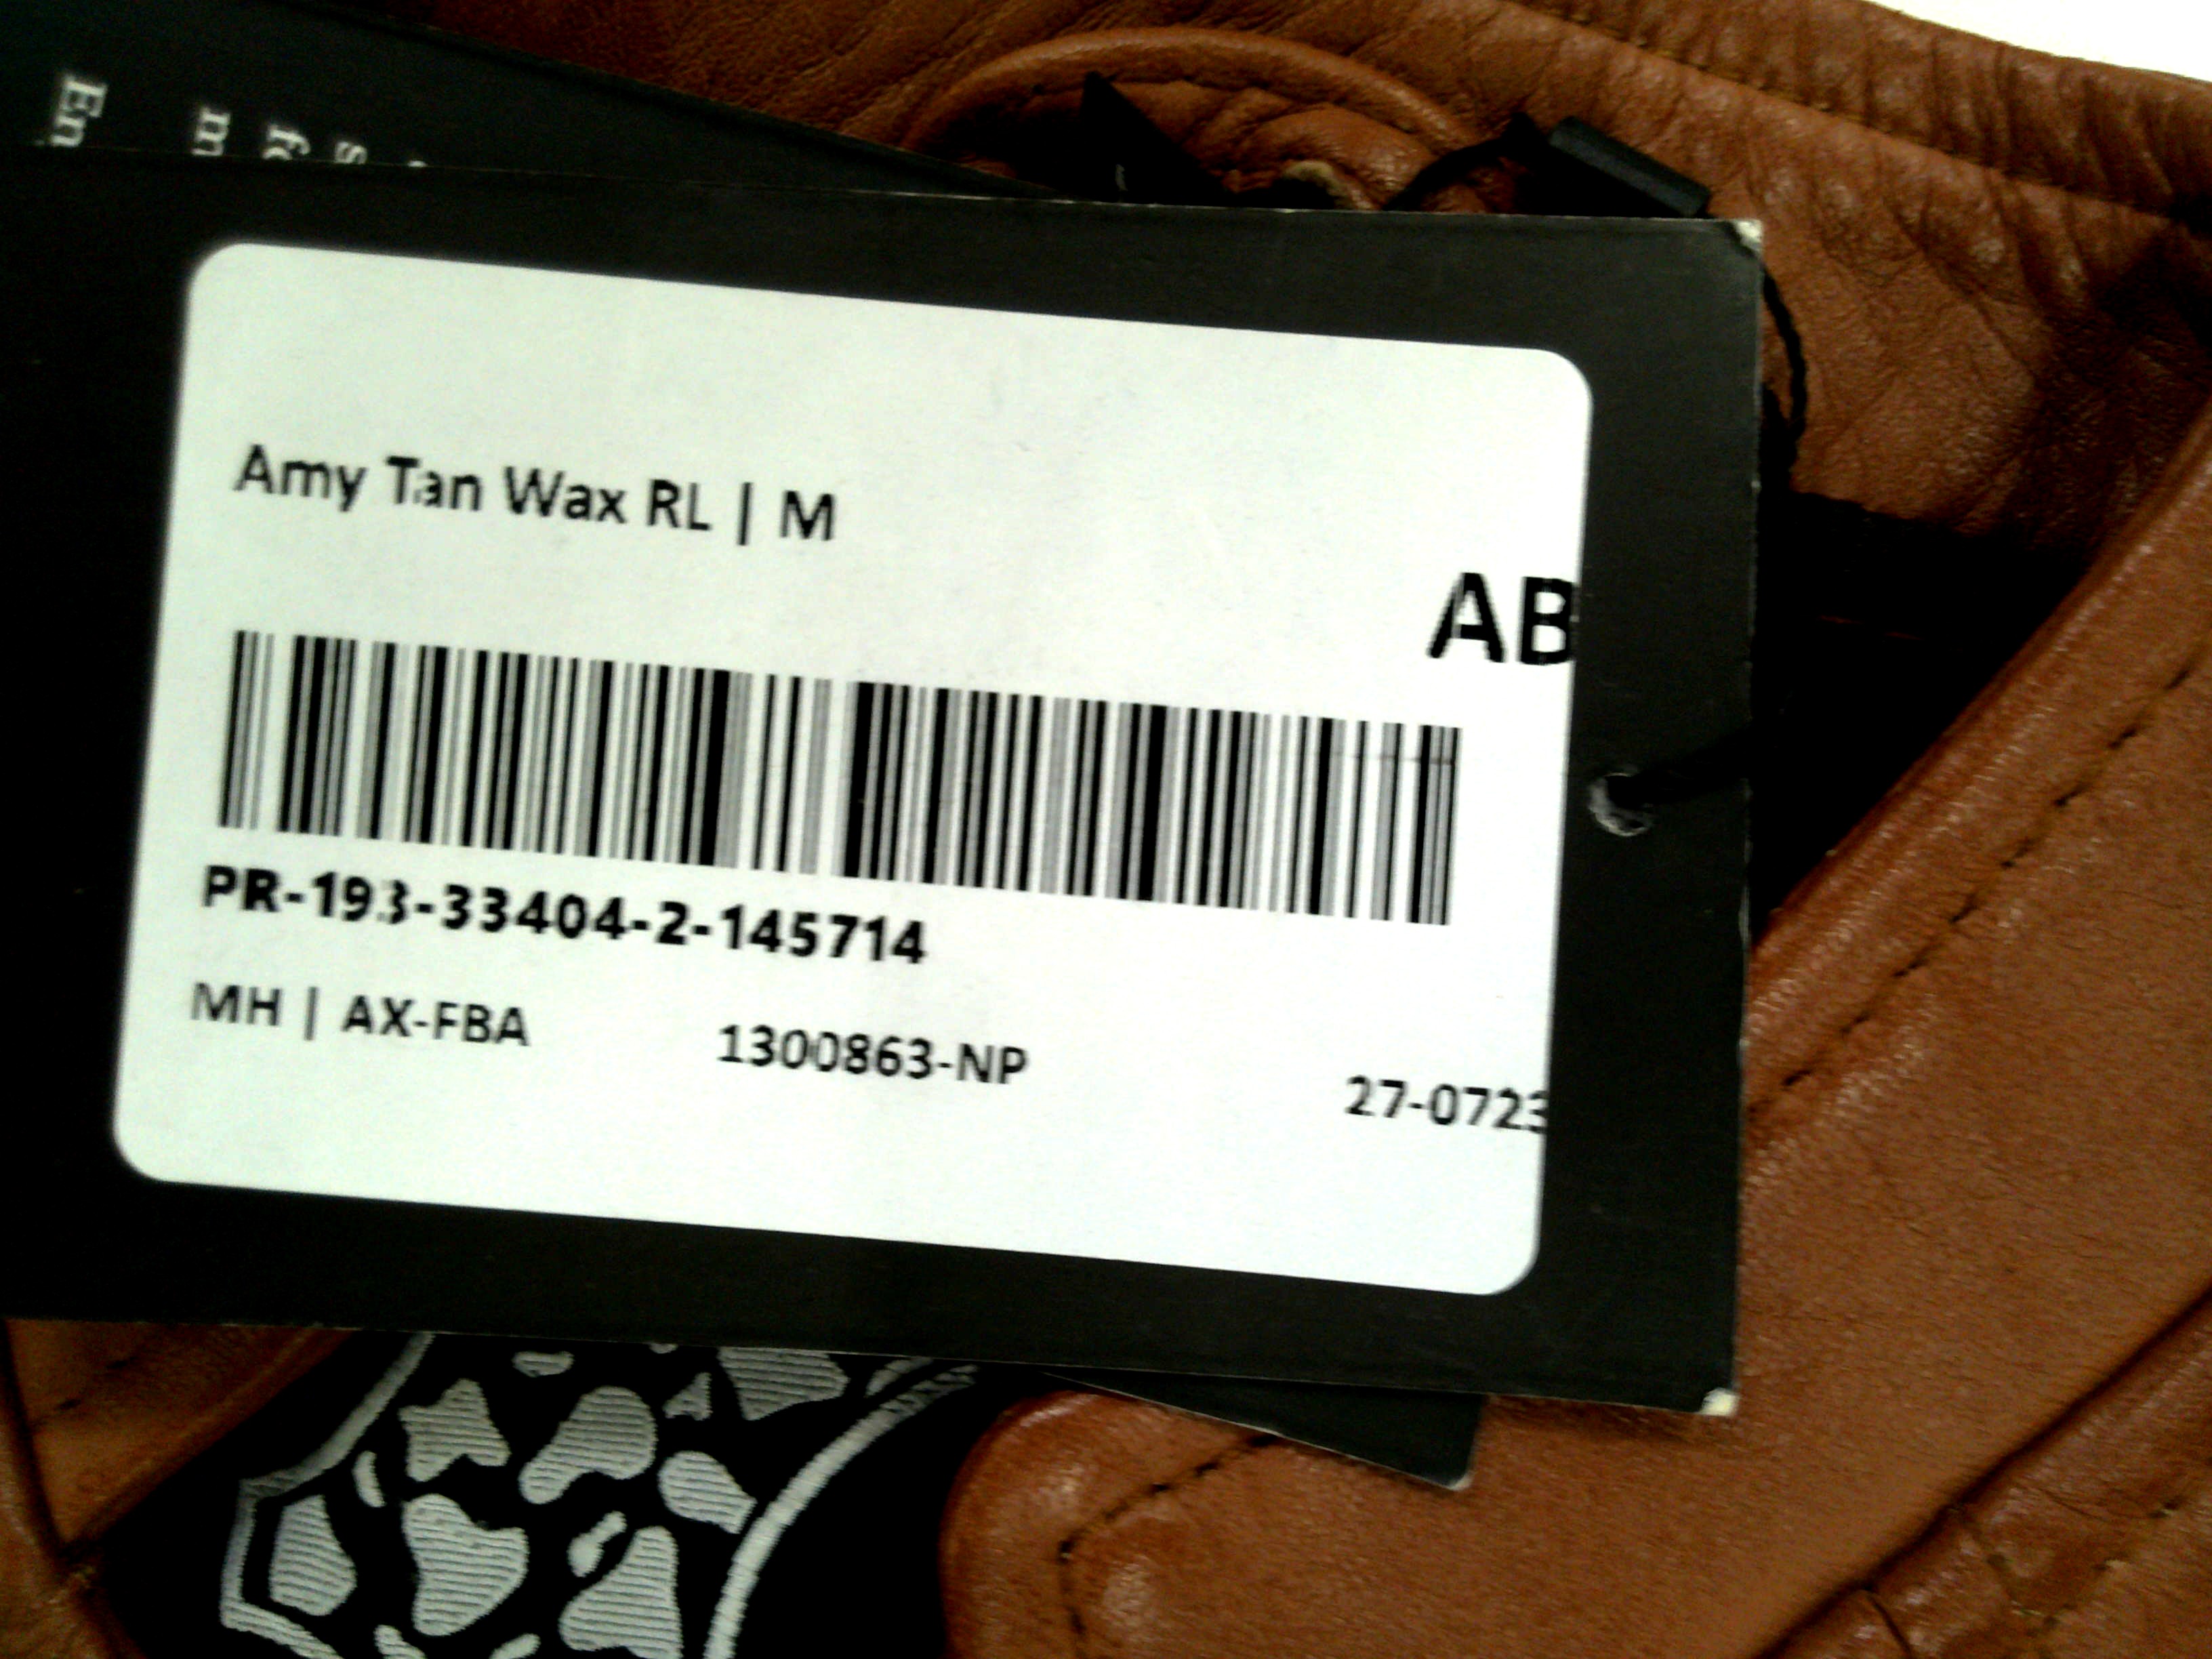 Amy Tan Wax RL | M
AB
PR-193-33404-2-145714
MH | AX-FBA 1300863-NP 27-0723